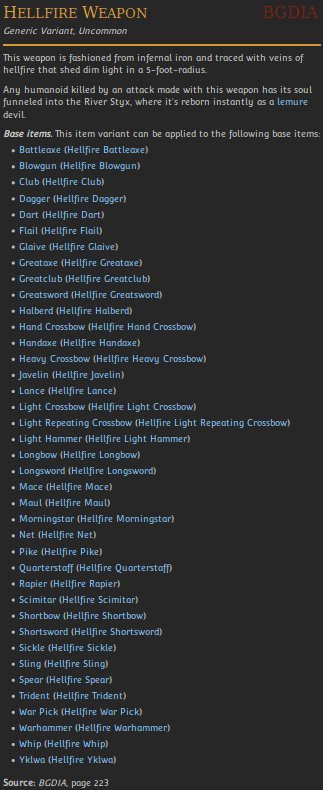 Hellfire Weapon BGDIA
Generic Variant, Uncommon
This weapon is fashioned from infernal iron and traced with veins of
hellfire that shed dim light in a 5-foot-radius.
Any humanoid killed by an attack made with this weapon has its soul
funneled into the River Styx, where it's reborn instantly as a lemure
devil.
Base items. This item variant can be applied to the following base items:
• Battleaxe (Hellfire Battleaxe)
• Blowgun (Hellfire Blowgun)
• Club (Hellfire Club)
• Dagger (Hellfire Dagger)
• Dart (Hellfire Dart)
• Flail (Hellfire Flail)
• Glaive (Hellfire Glaive)
• Greataxe (Hellfire Greataxe)
• Greatclub (Hellfire Greatclub)
• Greatsword (Hellfire Greatsword)
• Halberd (Hellfire Halberd)
• Hand Crossbow (Hellfire Hand Crossbow)
• Handaxe (Hellfire Handaxe)
• Heavy Crossbow (Hellfire Heavy Crossbow)
• Javelin (Hellfire Javelin)
• Lance (Hellfire Lance)
• Light Crossbow (Hellfire Light Crossbow)
• Light Repeating Crossbow (Hellfire Light Repeating Crossbow)
• Light Hammer (Hellfire Light Hammer)
• Longbow (Hellfire Longbow)
• Longsword (Hellfire Longsword)
• Mace (Hellfire Mace)
• Maul (Hellfire Maul)
• Morningstar (Hellfire Morningstar)
• Net (Hellfire Net)
• Pike (Hellfire Pike)
• Quarterstaff (Hellfire Quarterstaff)
• Rapier (Hellfire Rapier)
• Scimitar (Hellfire Scimitar)
• Shortbow (Hellfire Shortbow)
• Shortsword (Hellfire Shortsword)
• Sickle (Hellfire Sickle)
• Sling (Hellfire Sling)
• Spear (Hellfire Spear)
• Trident (Hellfire Trident)
• War Pick (Hellfire War Pick)
• Warhammer (Hellfire Warhammer)
• Whip (Hellfire Whip)
• Yklwa (Hellfire Yklwa)
Source: BGDIA, page 223